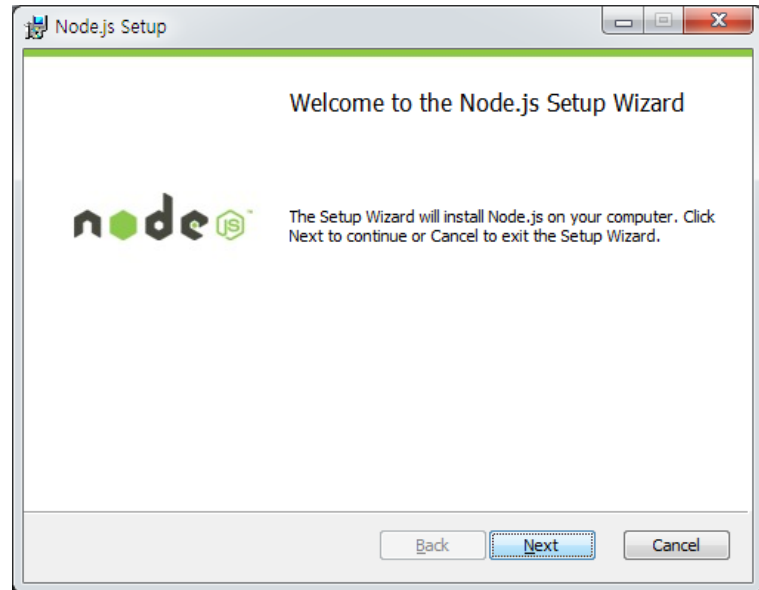 Node.js Setup
Welcome to the Node.js Setup Wizard
node JS™
The Setup Wizard will install Node.js on your computer. Click
Next to continue or Cancel to exit the Setup Wizard.
Back Next Cancel